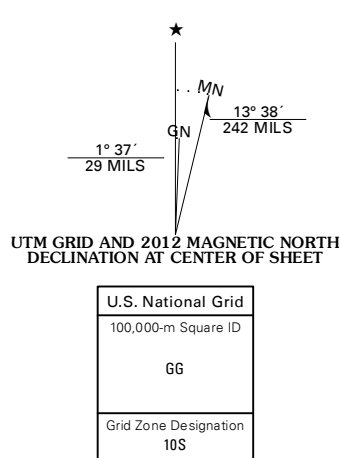 ★
MN
GN
13° 38´
242 MILS
1° 37´
29 MILS
UTM GRID AND 2012 MAGNETIC NORTH
DECLINATION AT CENTER OF SHEET
U.S. National Grid
100,000-m Square ID
GG
Grid Zone Designation
10S